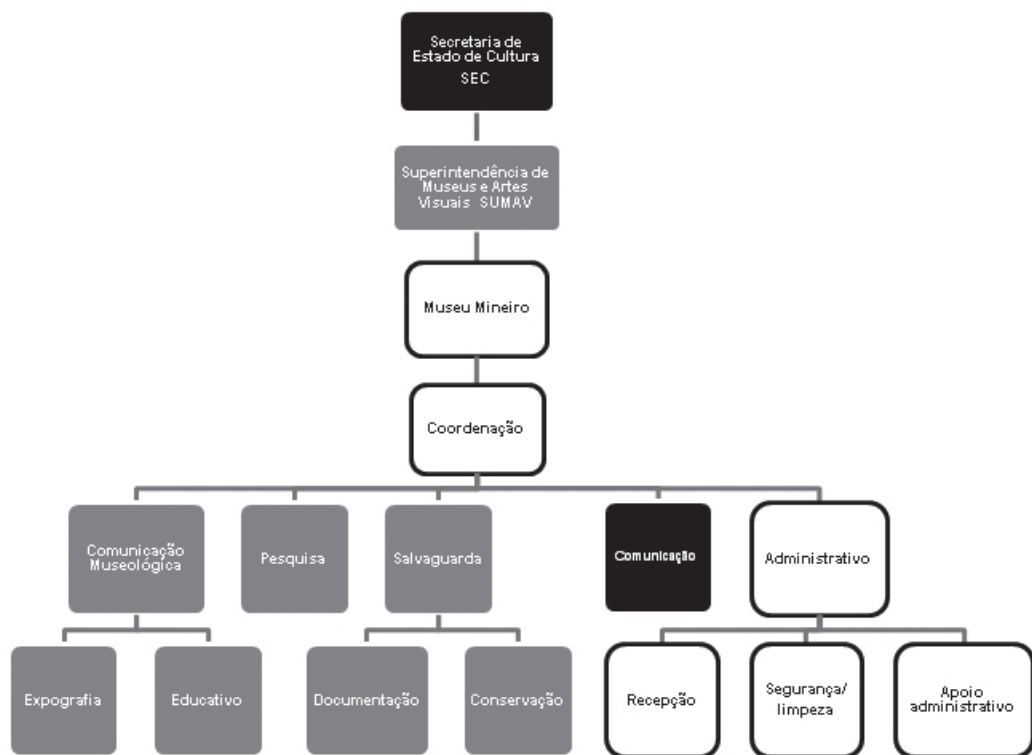 Secretaria de
Estado de Cultura
SEC
Superintendência de
Museus e Artes
Visuais SUMAV
Museu Mineiro
Coordenação
Comunicação
Museológica
Pesquisa
Salvaguarda
Comunicação
Administrativo
Expografia
Educativo
Documentação
Conservação
Recepção
Segurança/
limpeza
Apoio
administrativo